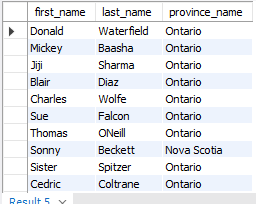 first_name last_name province_name
Donald Waterfield Ontario
Mickey Baasha Ontario
Jiji Sharma Ontario
Blair Diaz Ontario
Charles Wolfe Ontario
Sue Falcon Ontario
Thomas ONeill Ontario
Sonny Beckett Nova Scotia
Sister Spitzer Ontario
Cedric Coltrane Ontario
Result 5